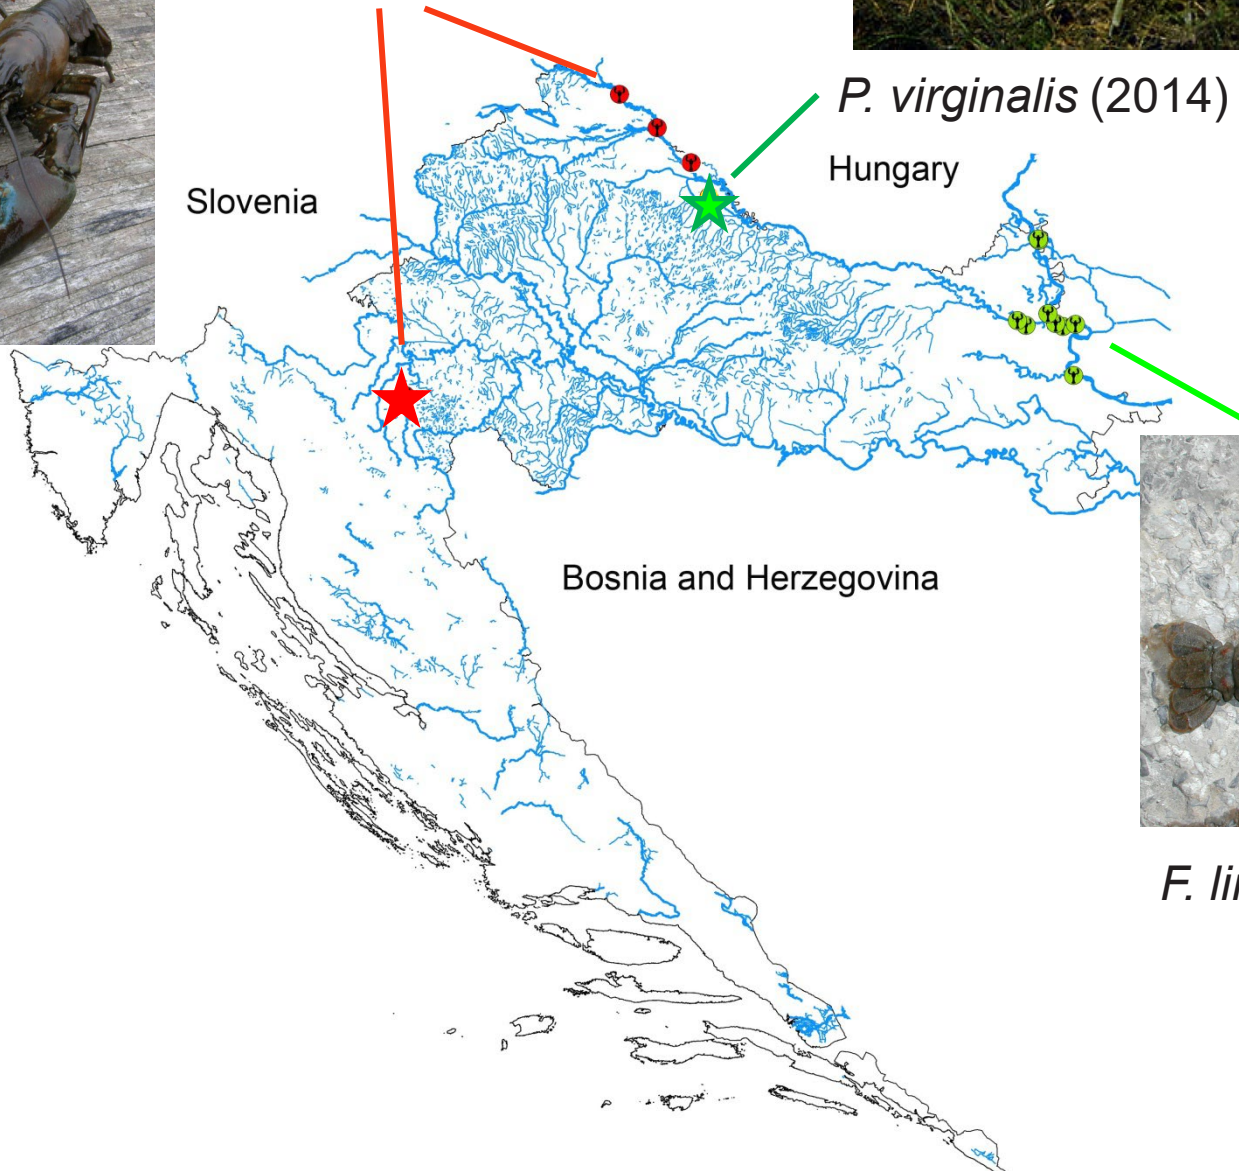 P. virginalis (2014)
Hungary
Slovenia
Bosnia and Herzegovina
F.